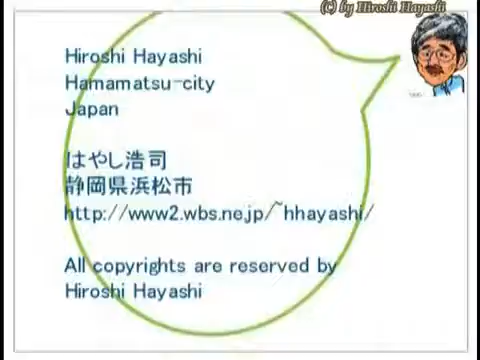 (C) by Hiroshi Hayashi
Hiroshi Hayashi
Hamamatsu-city
Japan
はやし浩司
静岡県浜松市
http://www2.wbs.ne.jp/~hhayashi/
All copyrights are reserved by
Hiroshi Hayashi